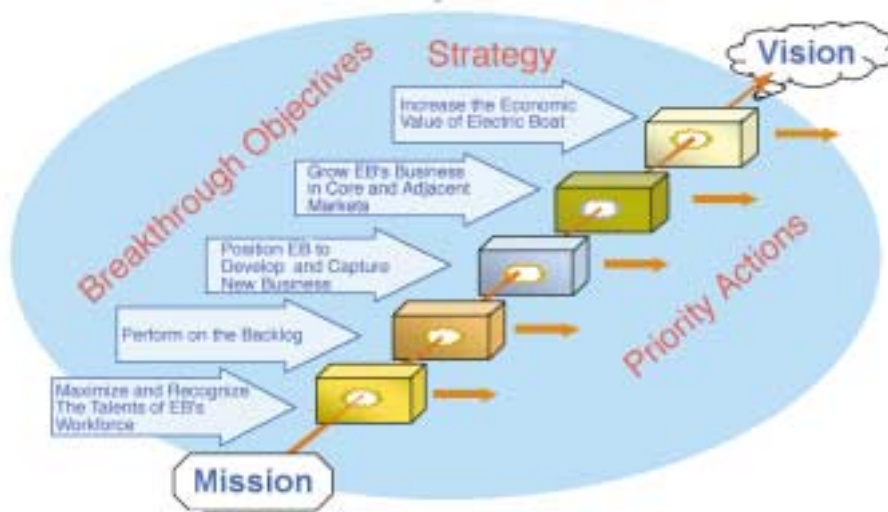 Strategy
Vision
Breakthrough Objectives
Increase the Economic
Value of Electric Boat
Grow EB's Business
in Core and Adjacent
Markets
Position EB to
Develop and Capture
New Business
Perform on the Backlog
Maximize and Recognize
The Talents of EB's
Workforce
Priority Actions
Mission